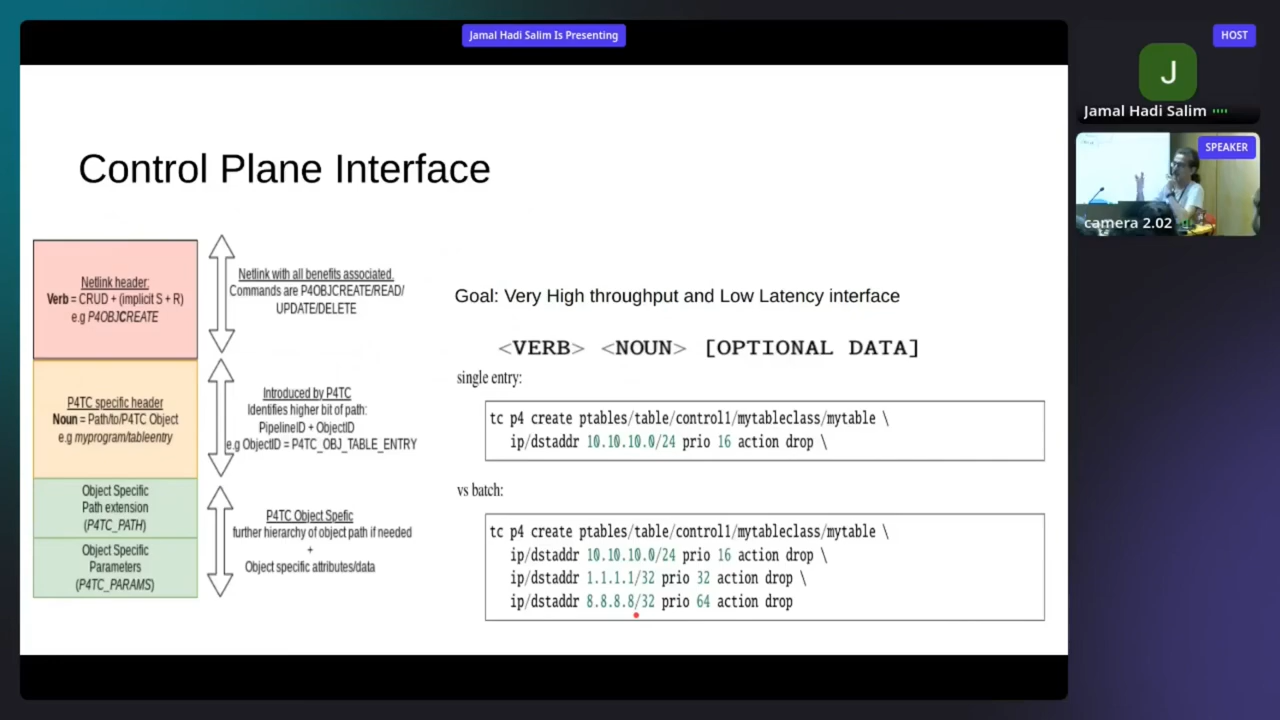 Jamal Hadi Salim Is Presenting
HOST
J
Jamal Hadi Salim
SPEAKER
camera 2.02
Control Plane Interface
Netlink header:
Verb = CRUD + (implicit S + R)
e.g P4OBJCREATE
Netlink with all benefits associated.
Commands are P4OBJCREATE/READ/
UPDATE/DELETE
P4TC specific header
Noun = Path/to/P4TC Object
e.g myprogram/tableentry
Introduced by P4TC
Identifies higher bit of path:
PipelineID + ObjectID
e.g ObjectID = P4TC_OBJ_TABLE_ENTRY
Object Specific
Path extension
(P4TC_PATH)
Object Specific
Parameters
(P4TC_PARAMS)
P4TC Object Spefic
further hierarchy of object path if needed
+
Object specific attributes/data
Goal: Very High throughput and Low Latency interface
<VERB> <NOUN> [OPTIONAL DATA]
single entry:
tc p4 create ptables/table/control1/mytableclass/mytable \
ip/dstaddr 10.10.10.0/24 prio 16 action drop \
vs batch:
tc p4 create ptables/table/control1/mytableclass/mytable \
ip/dstaddr 10.10.10.0/24 prio 16 action drop \
ip/dstaddr 1.1.1.1/32 prio 32 action drop \
ip/dstaddr 8.8.8.8/32 prio 64 action drop